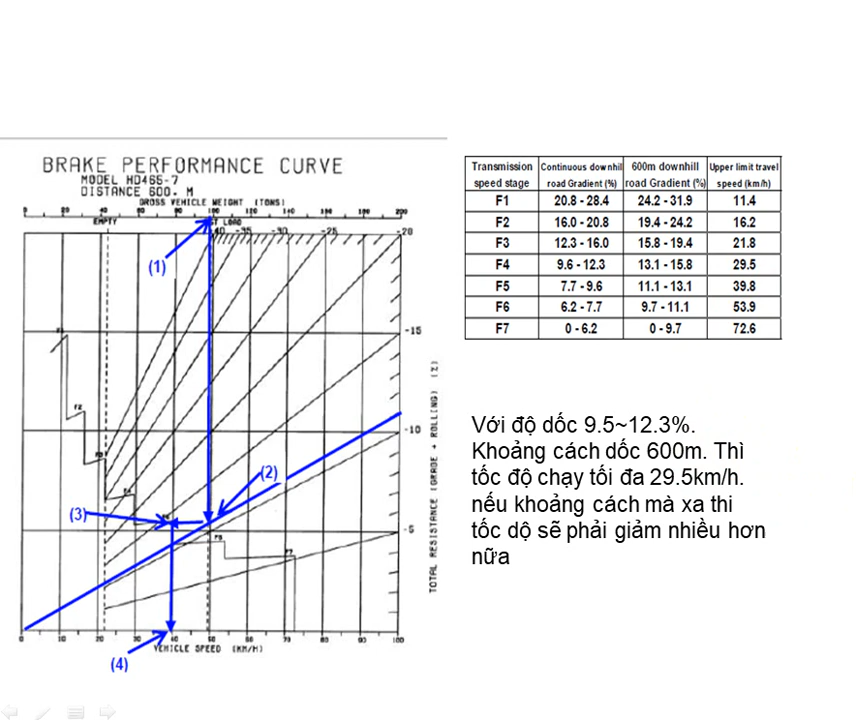 BRAKE PERFORMANCE CURVE
MODEL HD465-7
DISTANCE 600. M
GROSS VEHICLE WEIGHT (TONS)
0 20 40 60 80 100 120 140 160 180 200
EMPTY
ST LOAD
-40 -35 -30 -25 -20
(1)
-15
F1
F2
-10
F3
(2)
F4
(3)
-5
F6
F7
TOTAL RESISTANCE (GRADE + ROLLING) (%)
0 10 20 30 40 50 60 70 80 90 100
VEHICLE SPEED (KM/H)
(4)
Transmission speed stage | Continuous downhill road Gradient (%) | 600m downhill road Gradient (%) | Upper limit travel speed (km/h)
F1 20.8 - 28.4 24.2 - 31.9 11.4
F2 16.0 - 20.8 19.4 - 24.2 16.2
F3 12.3 - 16.0 15.8 - 19.4 21.8
F4 9.6 - 12.3 13.1 - 15.8 29.5
F5 7.7 - 9.6 11.1 - 13.1 39.8
F6 6.2 - 7.7 9.7 - 11.1 53.9
F7 0 - 6.2 0 - 9.7 72.6
Với độ dốc 9.5~12.3%.
Khoảng cách dốc 600m. Thì
tốc độ chạy tối đa 29.5km/h.
nếu khoảng cách mà xa thi
tốc dộ sẽ phải giảm nhiều hơn
nữa